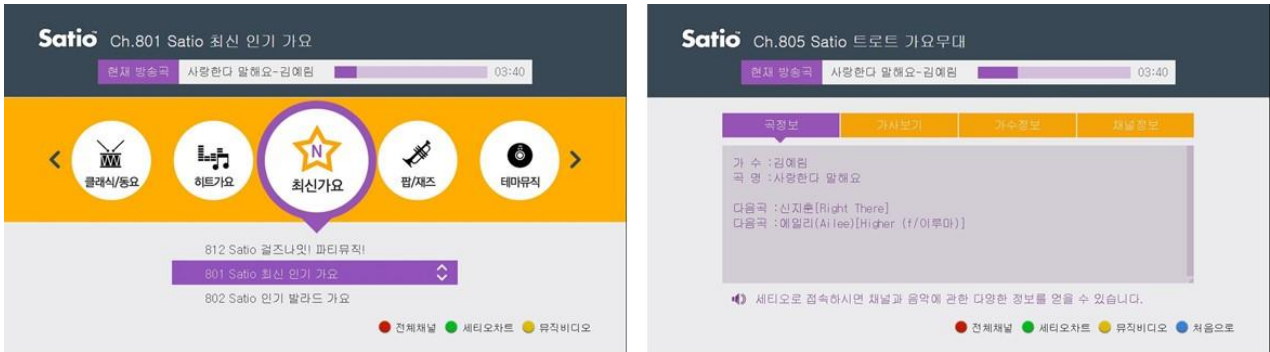 Satio Ch.801 Satio 최신 인기 가요
현재 방송곡 사랑한다 말해요-김예림 03:40
클래식/동요 히트가요 N 최신가요 팝/재즈 테마뮤직
812 Satio 걸즈나잇! 파티뮤직!
801 Satio 최신 인기 가요
802 Satio 인기 발라드 가요
전체채널 세티오차트 뮤직비디오
Satio Ch.805 Satio 트로트 가요무대
현재 방송곡 사랑한다 말해요-김예림 03:40
곡정보 가사보기 가수정보 채널정보
가 수 :김예림
곡 명 :사랑한다 말해요
다음곡 :신지훈[Right There]
다음곡 :에일리(Ailee)[Higher (f/이루마)]
세티오로 접속하시면 채널과 음악에 관한 다양한 정보를 얻을 수 있습니다.
전체채널 세티오차트 뮤직비디오 처음으로